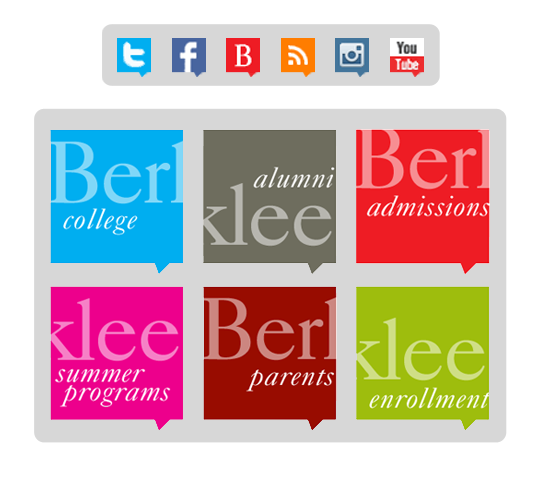 B
You
Tube
Berl
college
alumni
klee
Berl
admissions
klee
summer
programs
Berl
parents
klee
enrollment